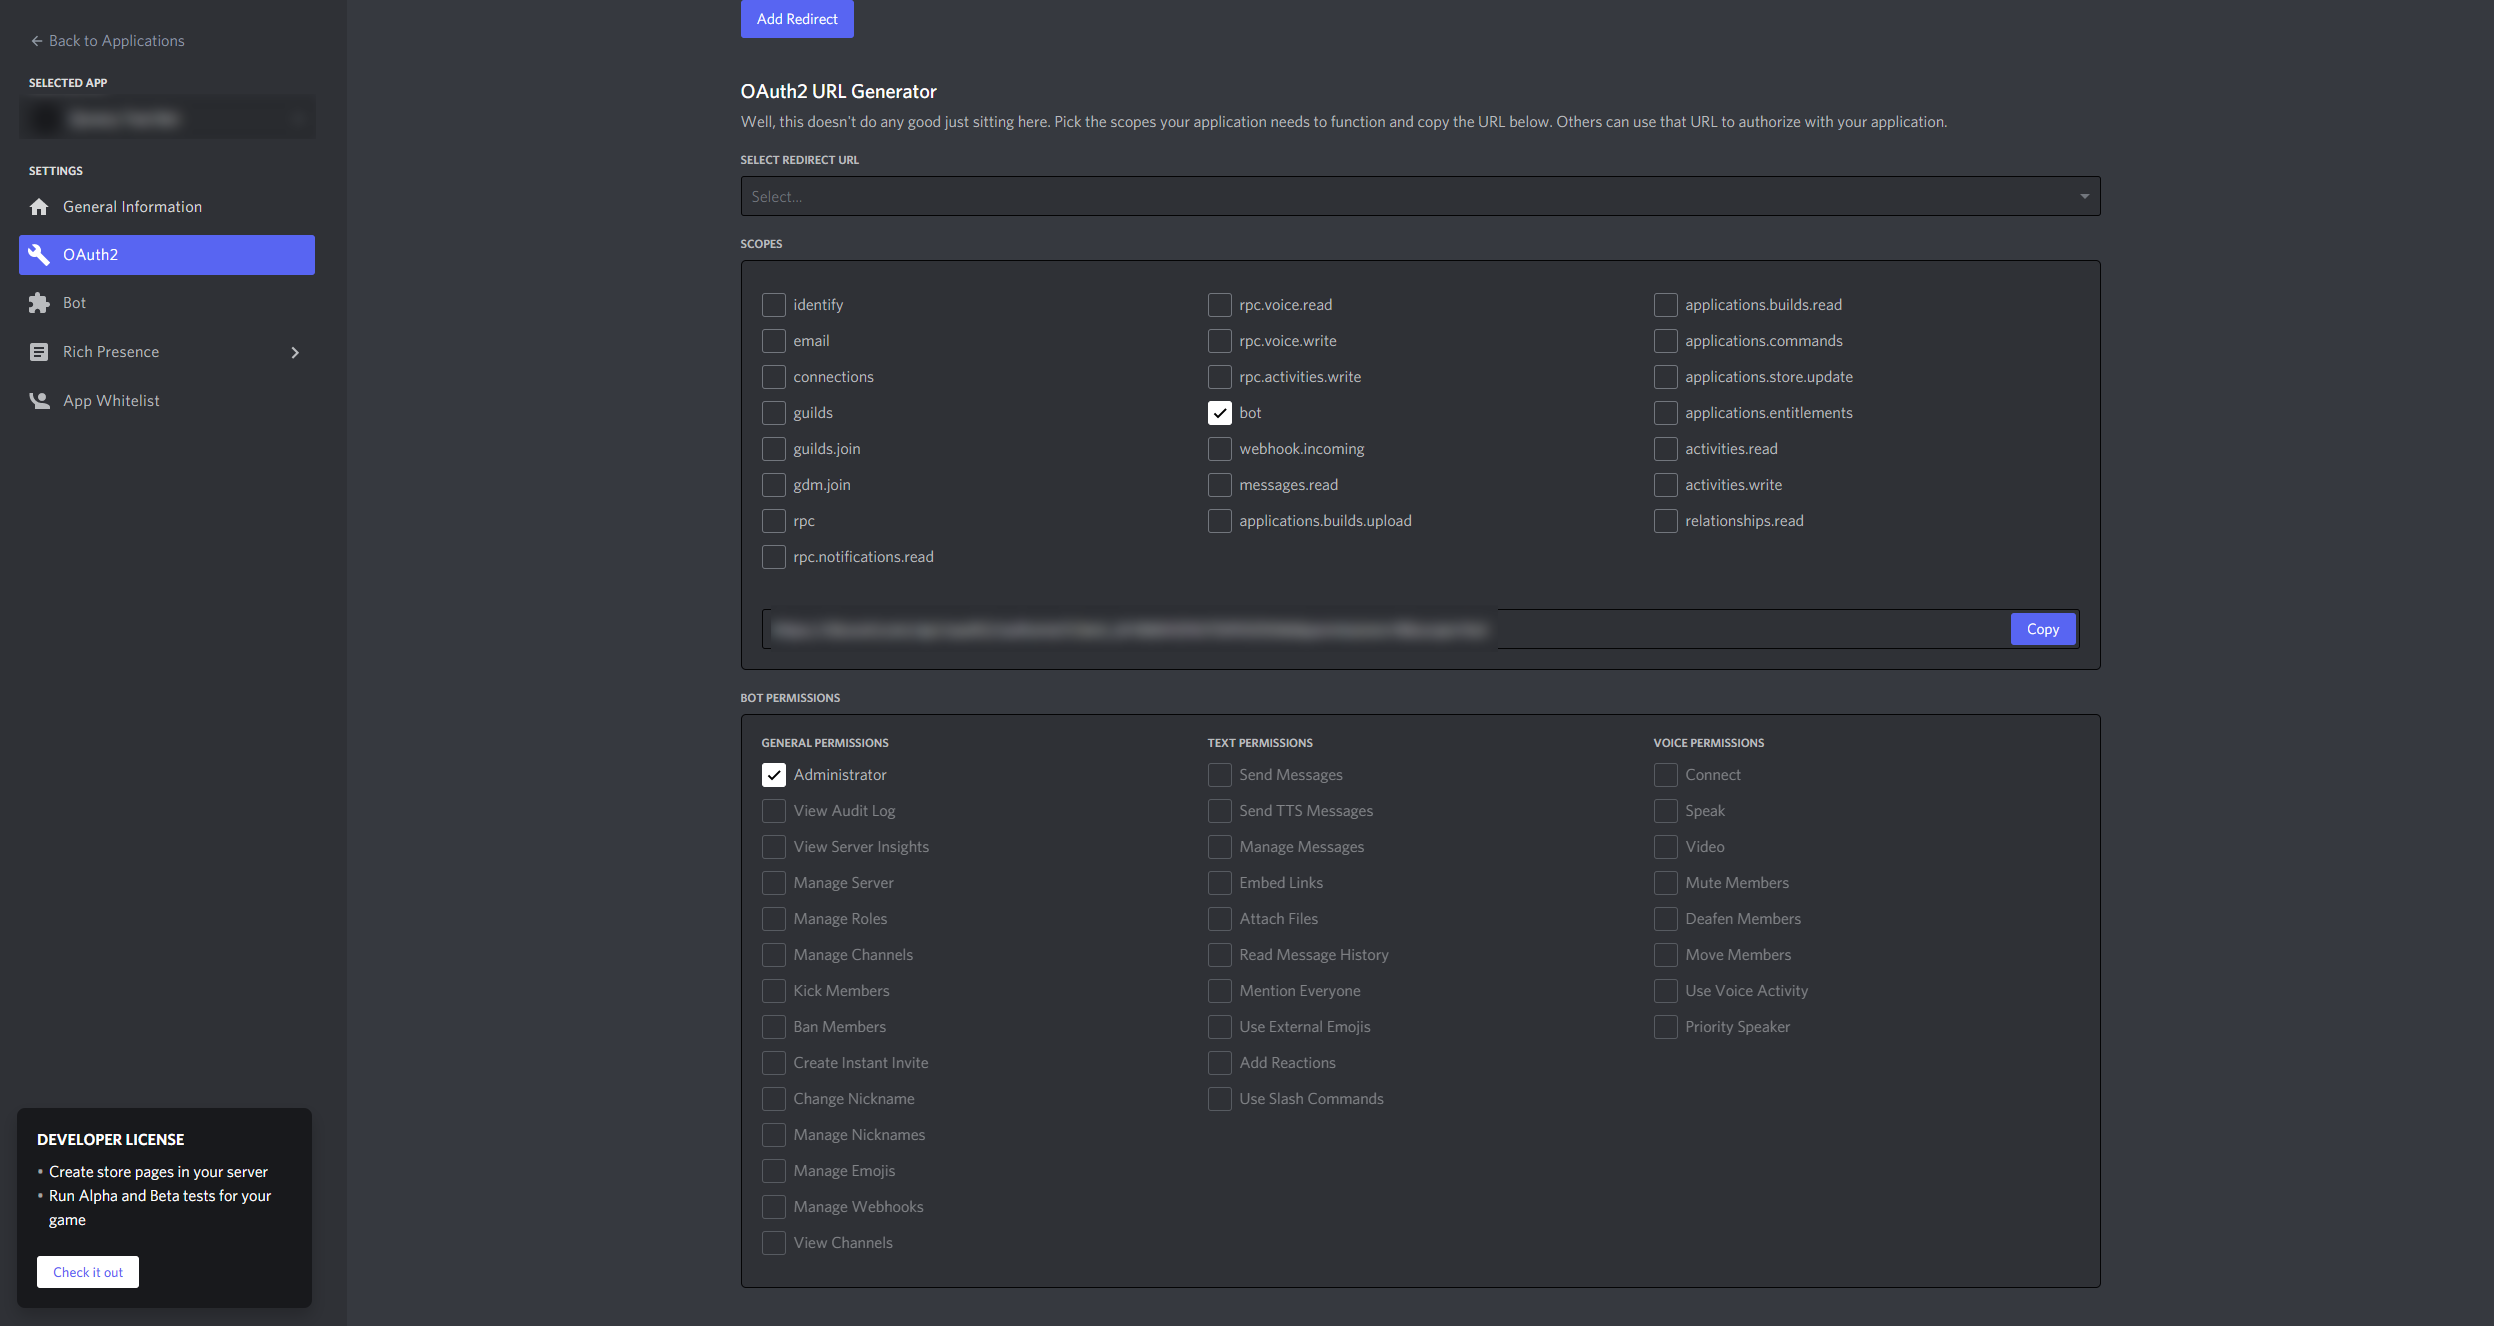 Back to Applications
SELECTED APP
SETTINGS
General Information
OAuth2
Bot
Rich Presence
App Whitelist
DEVELOPER LICENSE
• Create store pages in your server
• Run Alpha and Beta tests for your
game
Check it out
Add Redirect
OAuth2 URL Generator
Well, this doesn't do any good just sitting here. Pick the scopes your application needs to function and copy the URL below. Others can use that URL to authorize with your application.
SELECT REDIRECT URL
Select...
SCOPES
identify
email
connections
guilds
guilds.join
gdm.join
rpc
rpc.notifications.read
rpc.voice.read
rpc.voice.write
rpc.activities.write
bot
webhook.incoming
messages.read
applications.builds.upload
applications.builds.read
applications.commands
applications.store.update
applications.entitlements
activities.read
activities.write
relationships.read
Copy
BOT PERMISSIONS
GENERAL PERMISSIONS
Administrator
View Audit Log
View Server Insights
Manage Server
Manage Roles
Manage Channels
Kick Members
Ban Members
Create Instant Invite
Change Nickname
Manage Nicknames
Manage Emojis
Manage Webhooks
View Channels
TEXT PERMISSIONS
Send Messages
Send TTS Messages
Manage Messages
Embed Links
Attach Files
Read Message History
Mention Everyone
Use External Emojis
Add Reactions
Use Slash Commands
VOICE PERMISSIONS
Connect
Speak
Video
Mute Members
Deafen Members
Move Members
Use Voice Activity
Priority Speaker